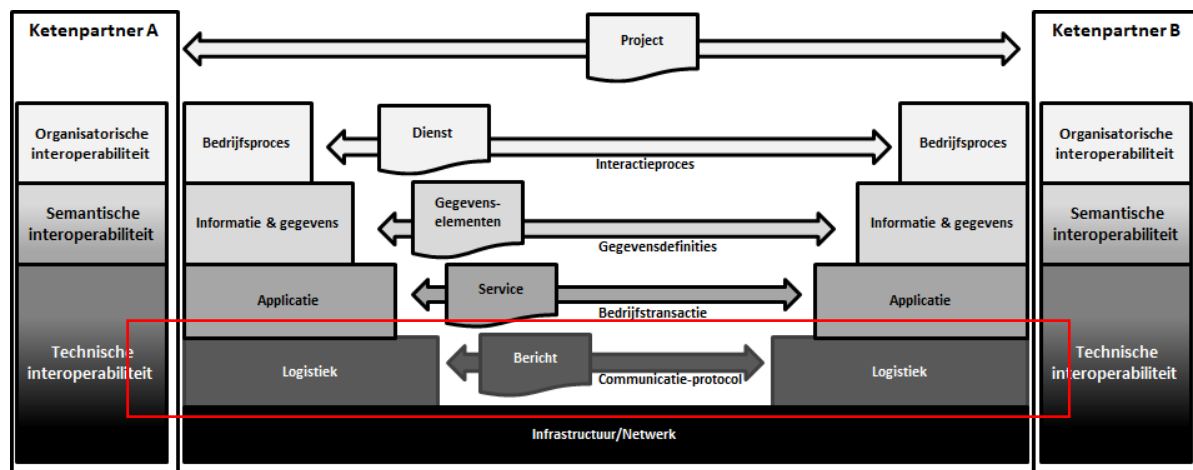 Ketenpartner A
Project
Ketenpartner B
Organisatorische
interoperabiliteit
Bedrijfsproces
Dienst
Interactieproces
Bedrijfsproces
Organisatorische
interoperabiliteit
Semantische
interoperabiliteit
Informatie & gegevens
Gegevens-
elementen
Gegevensdefinities
Informatie & gegevens
Semantische
interoperabiliteit
Applicatie
Service
Bedrijfstransactie
Applicatie
Technische
interoperabiliteit
Logistiek
Bericht
Communicatie-protocol
Logistiek
Technische
interoperabiliteit
Infrastructuur/Netwerk